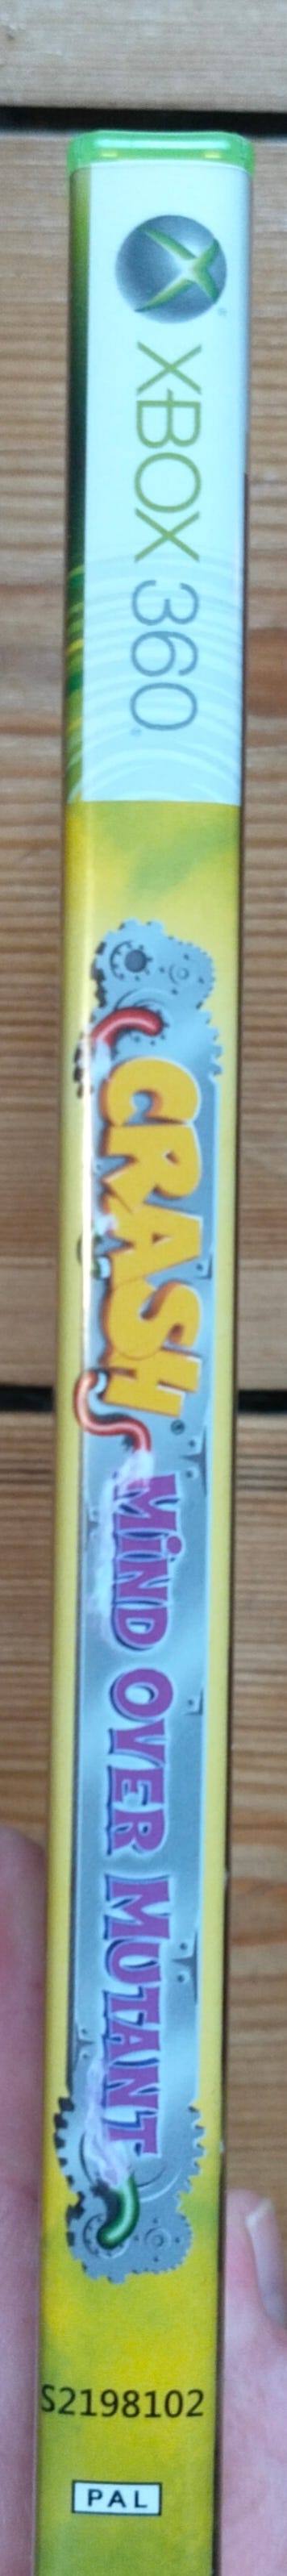 XBOX 360
CRASH
MIND OVER MUTANT
S2198102
PAL